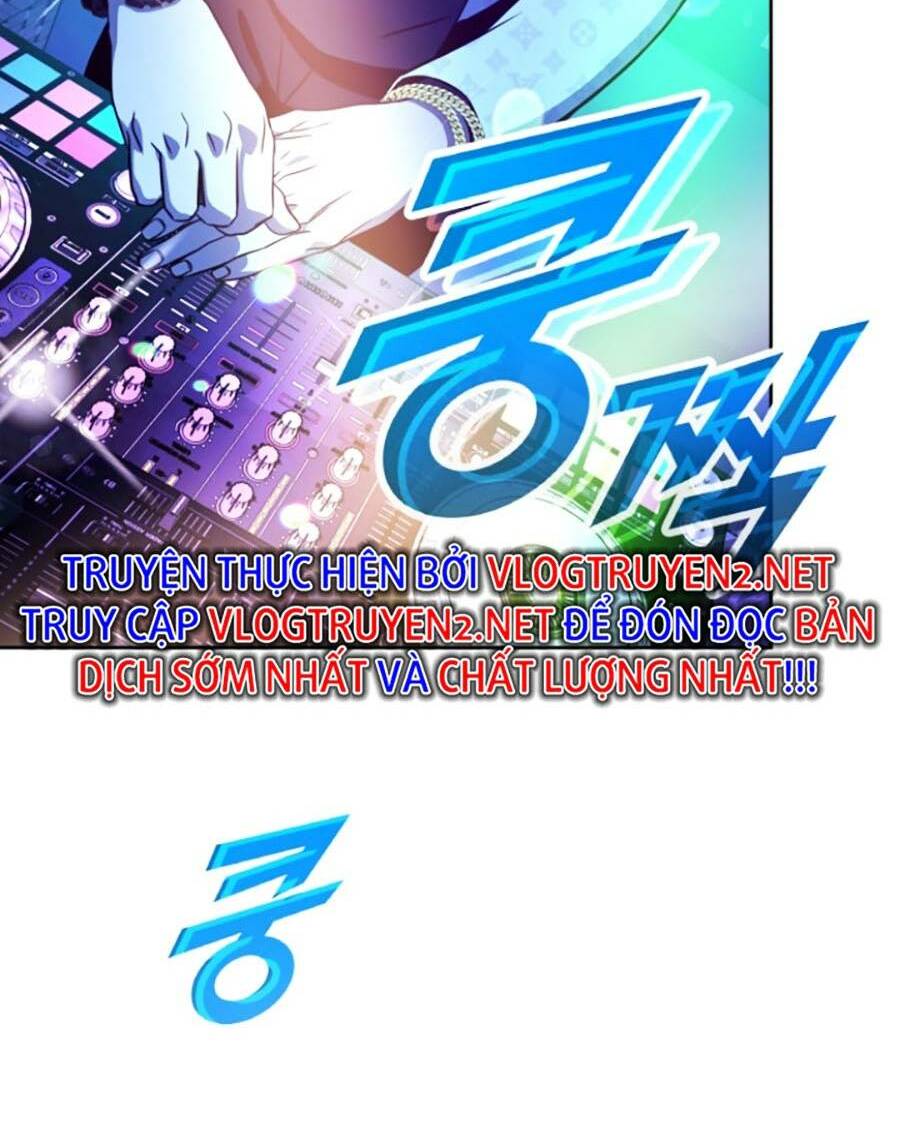 쿵
짝
TRUYỆN THỰC HIỆN BỞI VLOGTRUYEN2.NET
TRUY CẬP VLOGTRUYEN2.NET ĐỂ ĐÓN ĐỌC BẢN
DỊCH SỚM NHẤT VÀ CHẤT LƯỢNG NHẤT!!!
쿵